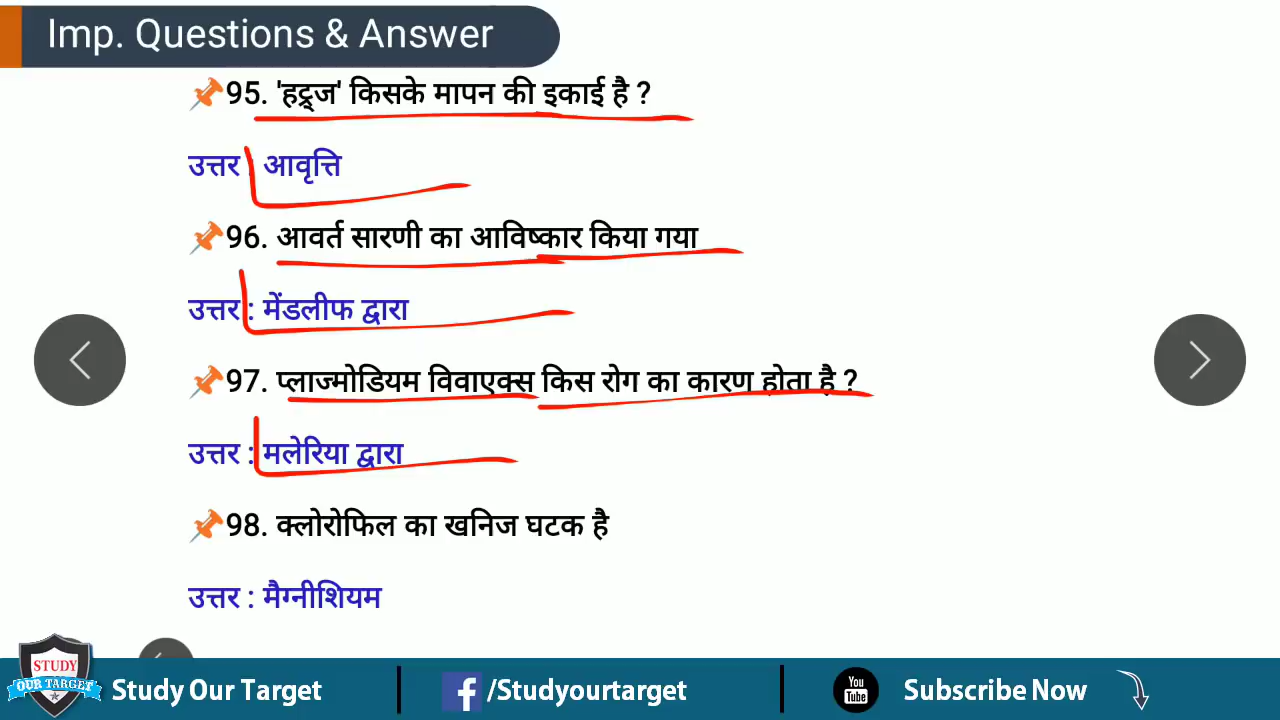 Imp. Questions & Answer
95. 'हर्ट्ज' किसके मापन की इकाई है ?
उत्तर : आवृत्ति
96. आवर्त सारणी का आविष्कार किया गया
उत्तर : मेंडलीफ द्वारा
97. प्लाज्मोडियम विवाएक्स किस रोग का कारण होता है ?
उत्तर : मलेरिया द्वारा
98. क्लोरोफिल का खनिज घटक है
उत्तर : मैग्नीशियम
STUDY
OUR TARGET
Study Our Target
f /Studyourtarget
You
Tube
Subscribe Now